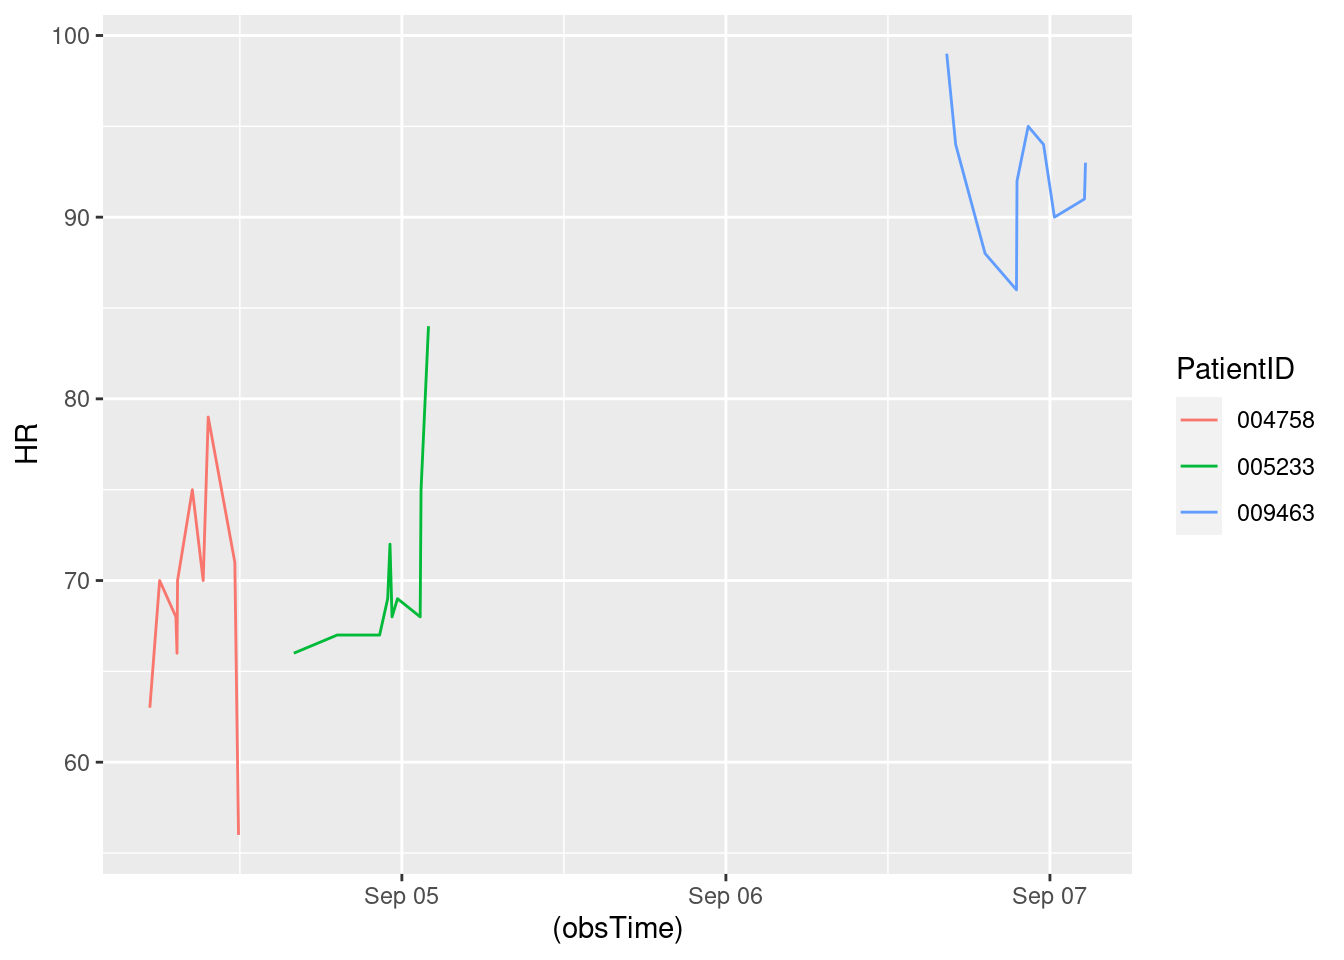 100
90
80
70
60
HR
Sep 05
Sep 06
Sep 07
(obsTime)
PatientID
004758
005233
009463